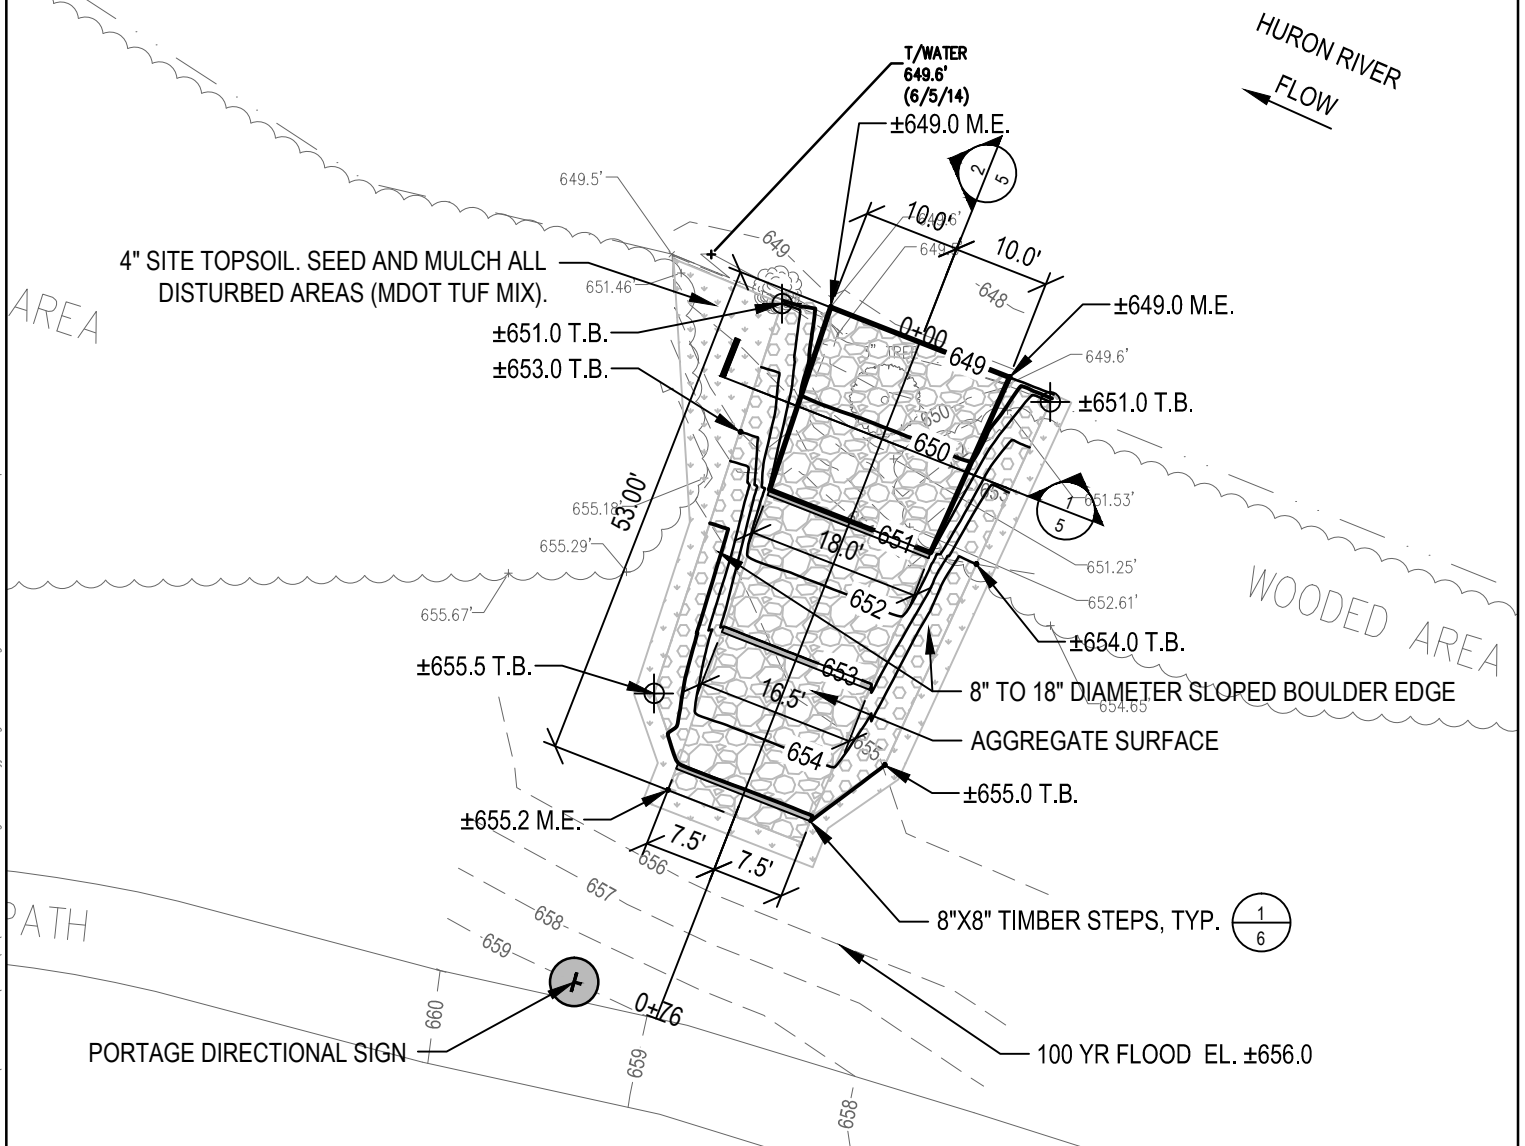 HURON RIVER
FLOW
T/WATER
649.6'
(6/5/14)
±649.0 M.E.
2
5
649.5'
10.0'
649.6'
649
10.0'
4" SITE TOPSOIL. SEED AND MULCH ALL
DISTURBED AREAS (MDOT TUF MIX).
651.46'
648
±649.0 M.E.
AREA
±651.0 T.B.
0+00
649
649.6'
±653.0 T.B.
±651.0 T.B.
650
650
653
651.53'
1
5
655.18'
53.00'
18.0'
651
655.29'
651.25'
652.61'
652
655.67'
WOODED AREA
±654.0 T.B.
±655.5 T.B.
653
16.5'
8" TO 18" DIAMETER SLOPED BOULDER EDGE
654.65'
AGGREGATE SURFACE
655
654
±655.0 T.B.
±655.2 M.E.
7.5'
7.5'
656
657
658
659
8"X8" TIMBER STEPS, TYP.
1
6
PATH
0+76
660
PORTAGE DIRECTIONAL SIGN
100 YR FLOOD EL. ±656.0
659
658